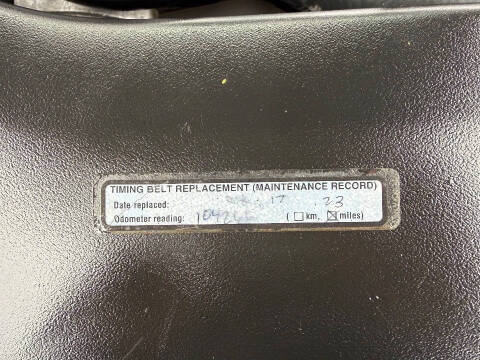 TIMING BELT REPLACEMENT (MAINTENANCE RECORD)
Date replaced: 17 . 23
Odometer reading: ( km, miles)